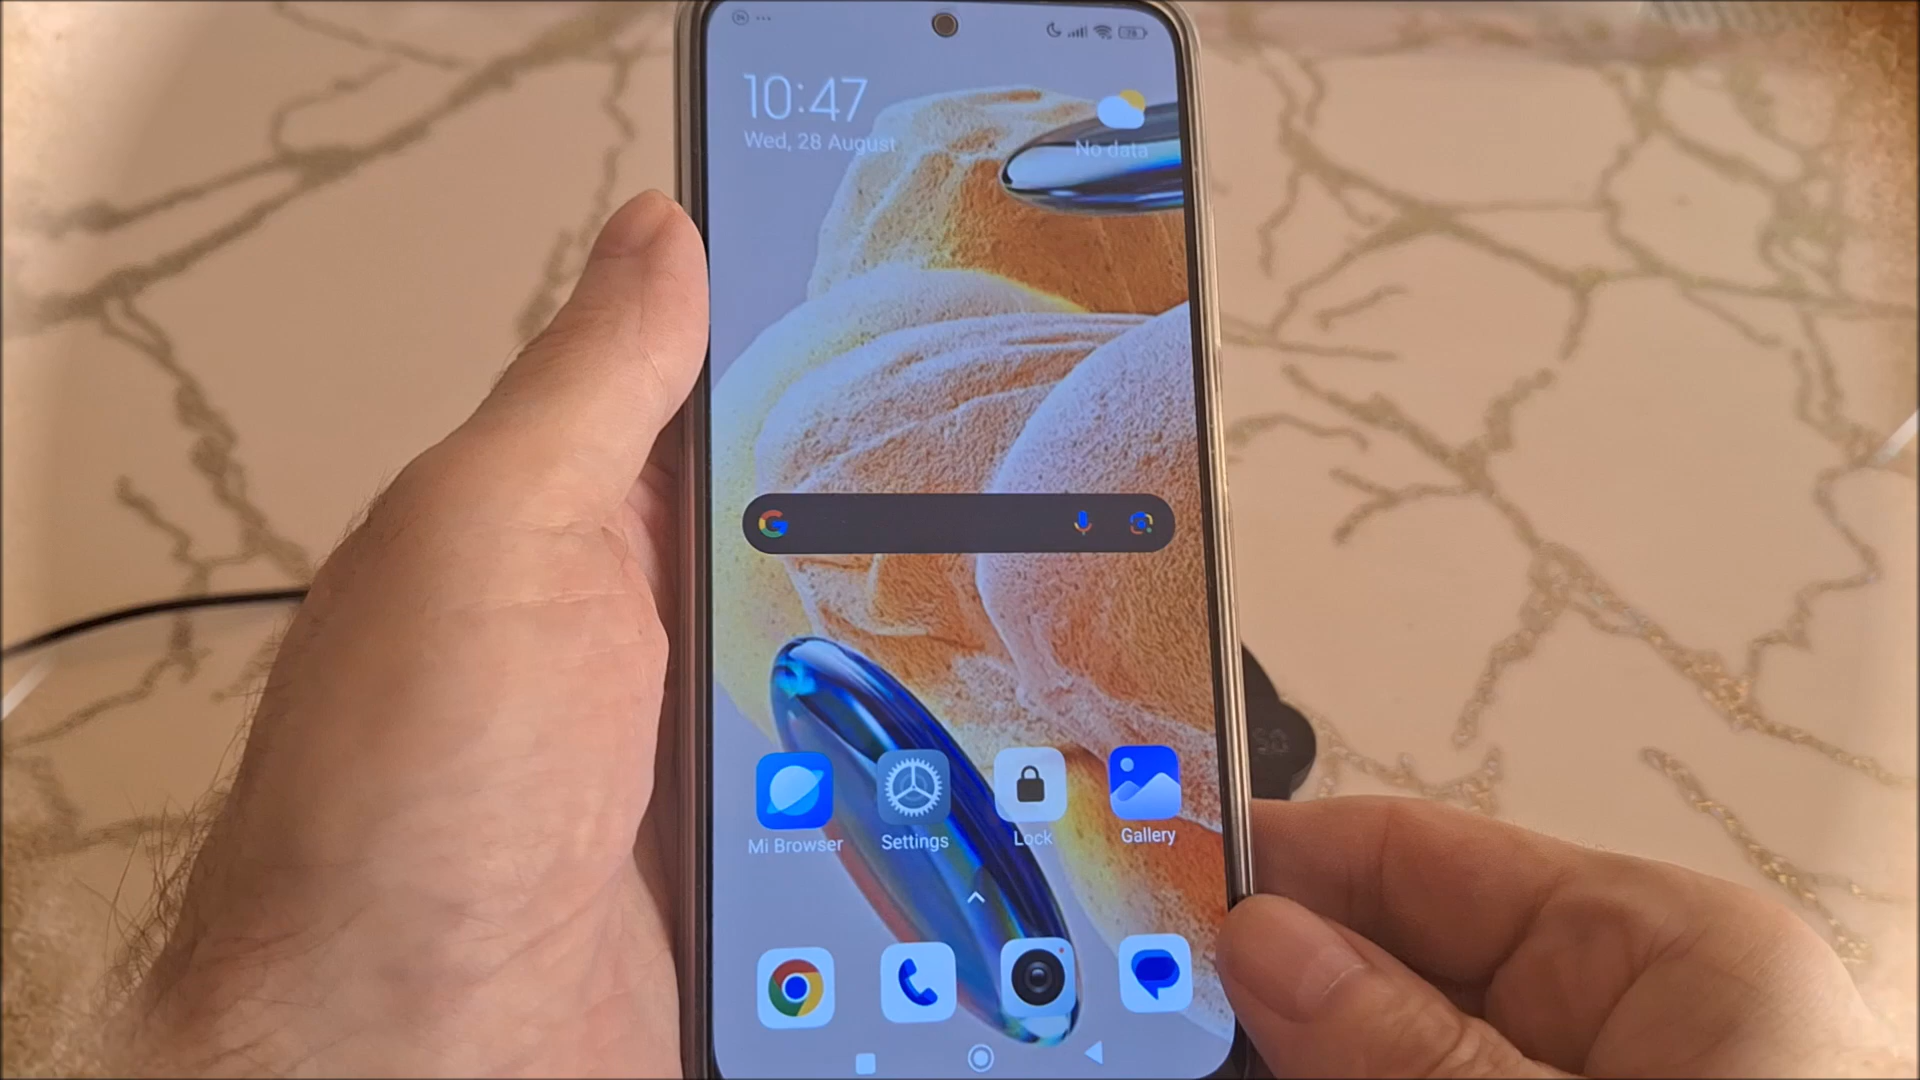 10:47
Wed, 28 August
No data
Mi Browser
Settings
Lock
Gallery